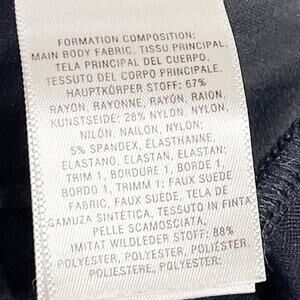 FORMATION COMPOSITION:
MAIN BODY FABRIC, TISSU PRINCIPAL,
TELA PRINCIPAL DEL CUERPO,
TESSUTO DEL CORPO PRINCIPALE,
HAUPTKÖRPER STOFF: 67%
RAYON, RAYONNE, RAYÓN, RAION,
KUNSTSEIDE: 28% NYLON, NYLON,
NILÓN, NAILON, NYLON:
5% SPANDEX, ÉLASTHANNE,
ELASTANO, ELASTAN, ELASTAN:
TRIM 1, BORDURE 1, BORDE 1,
BORDO 1, TRIMM 1: FAUX SUEDE
FABRIC, FAUX SUÈDE, TELA DE
GAMUZA SINTÉTICA, TESSUTO IN FINTA
PELLE SCAMOSCIATA,
IMITAT WILDLEDER STOFF: 88%
POLYESTER, POLYESTER, POLIÉSTER,
POLIESTERE, POLYESTER: